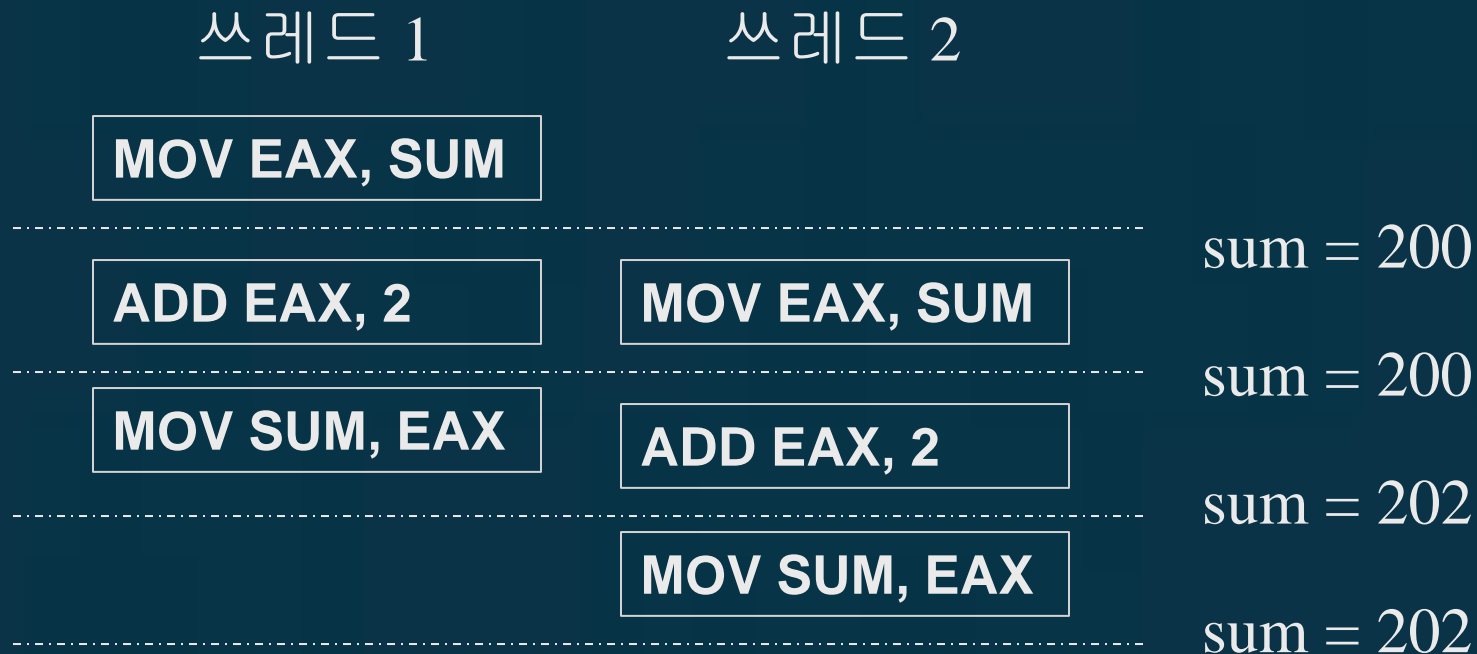 쓰레드 1
쓰레드 2
MOV EAX, SUM
sum = 200
ADD EAX, 2
MOV EAX, SUM
sum = 200
MOV SUM, EAX
ADD EAX, 2
sum = 202
MOV SUM, EAX
sum = 202